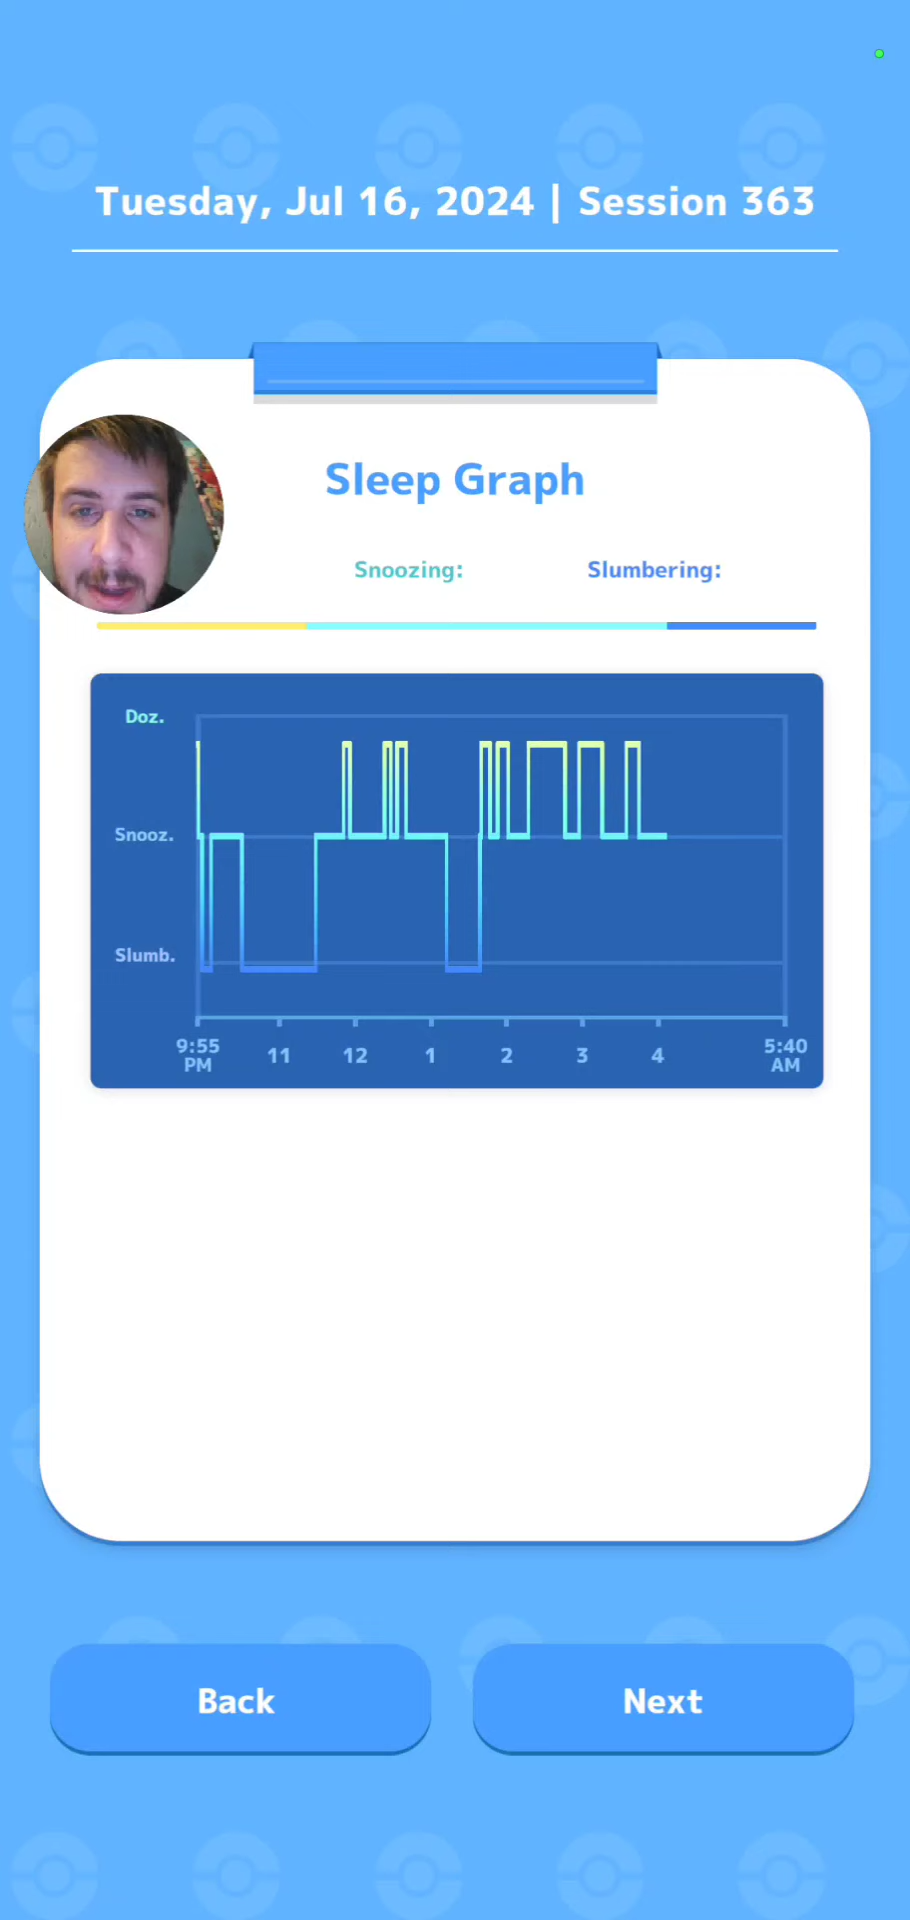 Tuesday, Jul 16, 2024 | Session 363
Sleep Graph
Snoozing: Slumbering:
Doz.
Snooz.
Slumb.
9:55 PM 11 12 1 2 3 4 5:40 AM
Back Next